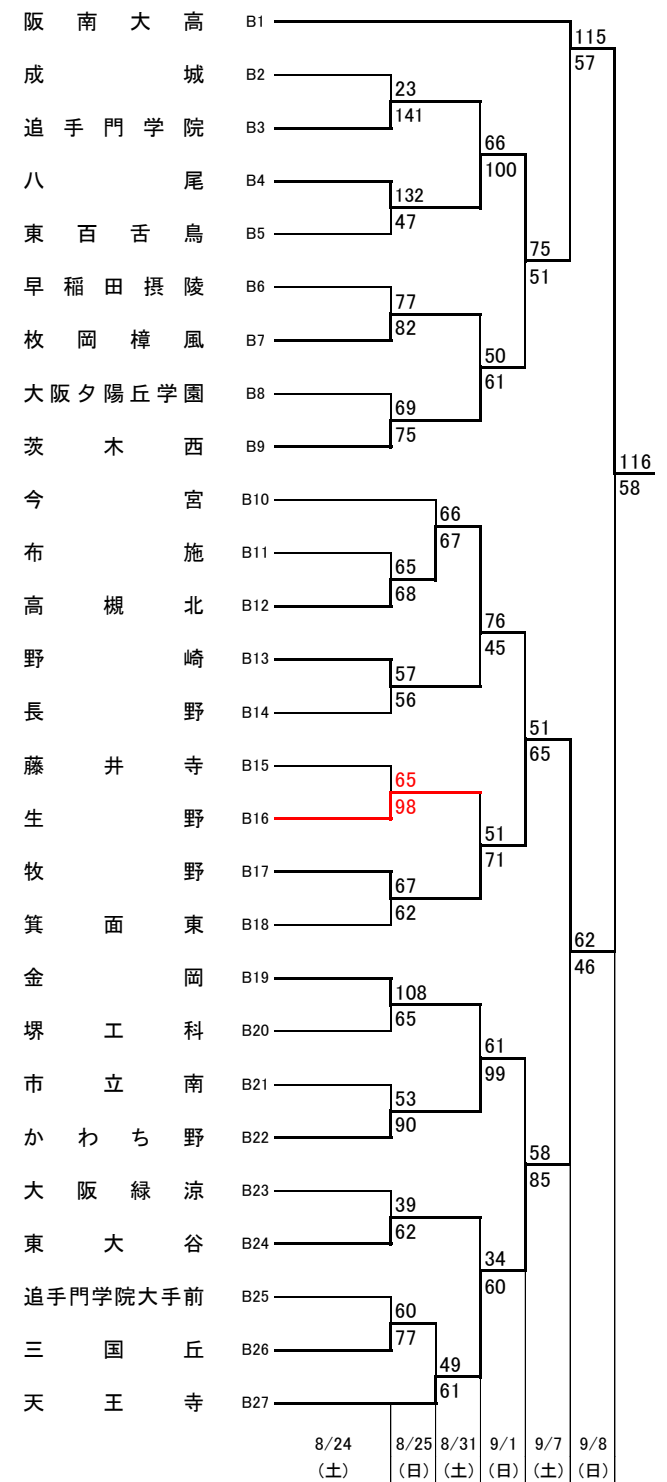 阪南大高 B1
115
57
成城 B2
23
追手門学院 B3
141
66
八尾 B4
100
132
東百舌鳥 B5
47
75
51
早稲田摂陵 B6
77
枚岡樟風 B7
82
50
61
大阪夕陽丘学園 B8
69
茨木西 B9
75
116
58
今宮 B10
66
67
布施 B11
65
高槻北 B12
68
76
45
野崎 B13
57
長野 B14
56
51
65
藤井寺 B15
65
生野 B16
98
51
71
牧野 B17
67
箕面東 B18
62
62
46
金岡 B19
108
堺工科 B20
65
61
99
市立南 B21
53
かわち野 B22
90
58
85
大阪緑涼 B23
39
東大谷 B24
62
34
60
追手門学院大手前 B25
60
三国丘 B26
77
49
天王寺 B27
61
8/24 8/25 8/31 9/1 9/7 9/8
(土) (日) (土) (日) (土) (日)